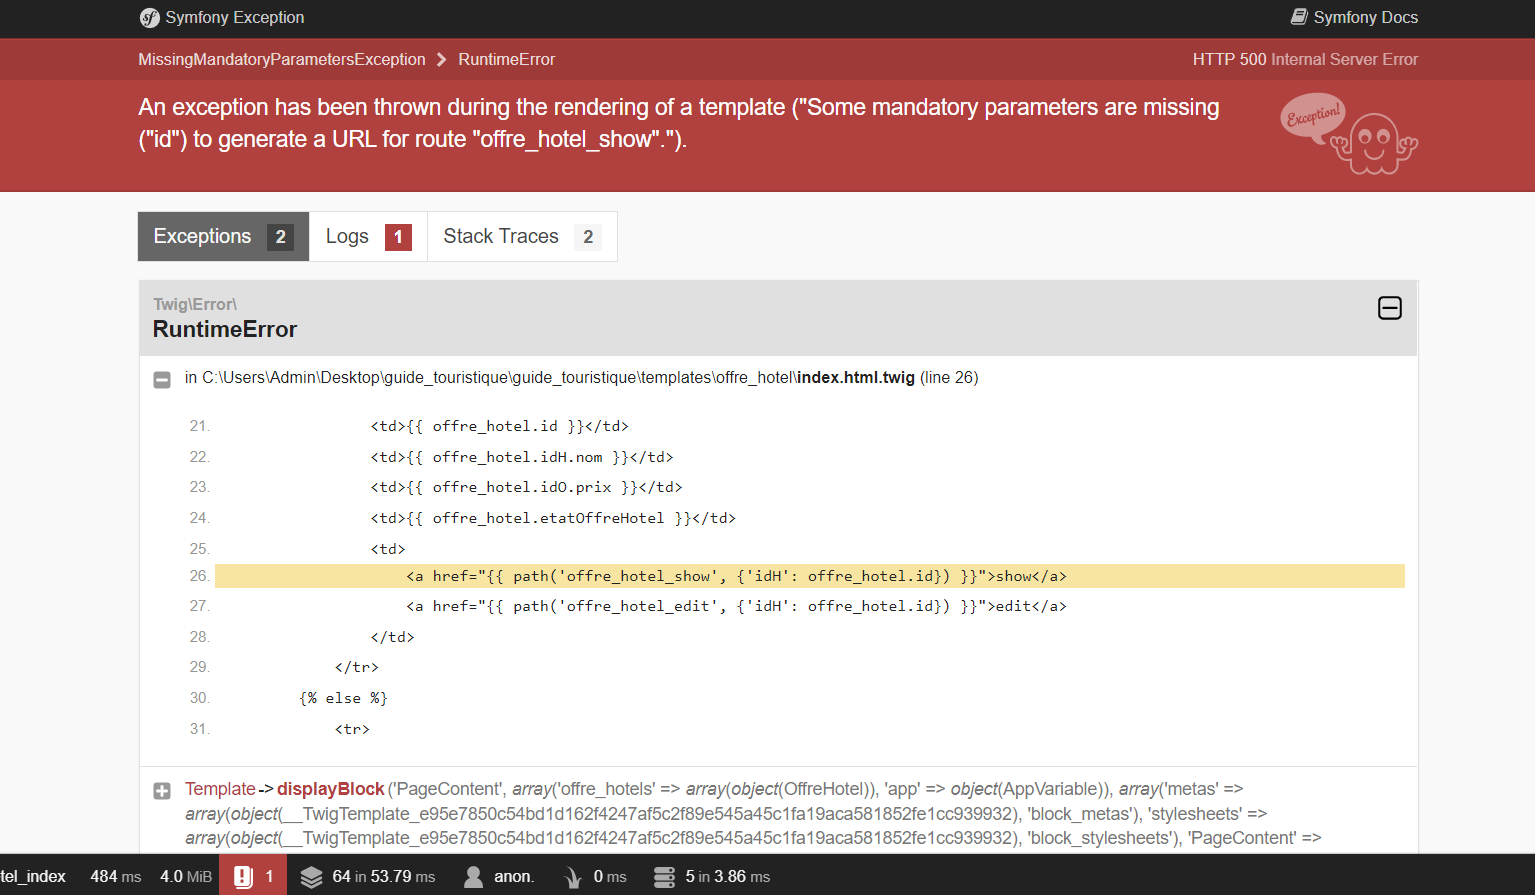 Symfony Exception
Symfony Docs
MissingMandatoryParametersException RuntimeError
HTTP 500 Internal Server Error
An exception has been thrown during the rendering of a template ("Some mandatory parameters are missing
("id") to generate a URL for route "offre_hotel_show".").
Exception!
Exceptions 2
Logs 1
Stack Traces 2
Twig\Error\
RuntimeError
in C:\Users\Admin\Desktop\guide_touristique\guide_touristique\templates\offre_hotel\index.html.twig (line 26)
21. <td>{{ offre_hotel.id }}</td>
22. <td>{{ offre_hotel.idH.nom }}</td>
23. <td>{{ offre_hotel.idO.prix }}</td>
24. <td>{{ offre_hotel.etatOffreHotel }}</td>
25. <td>
26. <a href="{{ path('offre_hotel_show', {'idH': offre_hotel.id}) }}">show</a>
27. <a href="{{ path('offre_hotel_edit', {'idH': offre_hotel.id}) }}">edit</a>
28. </td>
29. </tr>
30. {% else %}
31. <tr>
Template->displayBlock('PageContent', array('offre_hotels' => array(object(OffreHotel)), 'app' => object(AppVariable)), array('metas' =>
array(object(__TwigTemplate_e95e7850c54bd1d162f4247af5c2f89e545a45c1fa19aca581852fe1cc939932), 'block_metas'), 'stylesheets' =>
array(object(__TwigTemplate_e95e7850c54bd1d162f4247af5c2f89e545a45c1fa19aca581852fe1cc939932), 'block_stylesheets'), 'PageContent' =>
tel_index 484 ms 4.0 MiB 1 64 in 53.79 ms anon. 0 ms 5 in 3.86 ms